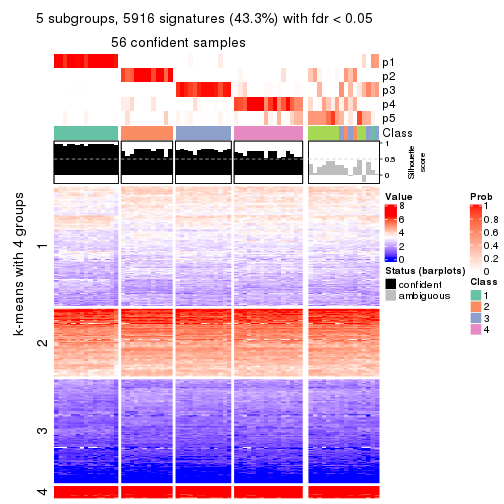 5 subgroups, 5916 signatures (43.3%) with fdr < 0.05
56 confident samples
p1
p2
p3
p4
p5
Class
1
0.5
0
Silhouette
score
k-means with 4 groups
1
2
3
4
Value
8
6
4
2
0
Status (barplots)
confident
ambiguous
Prob
1
0.8
0.6
0.4
0.2
0
Class
1
2
3
4